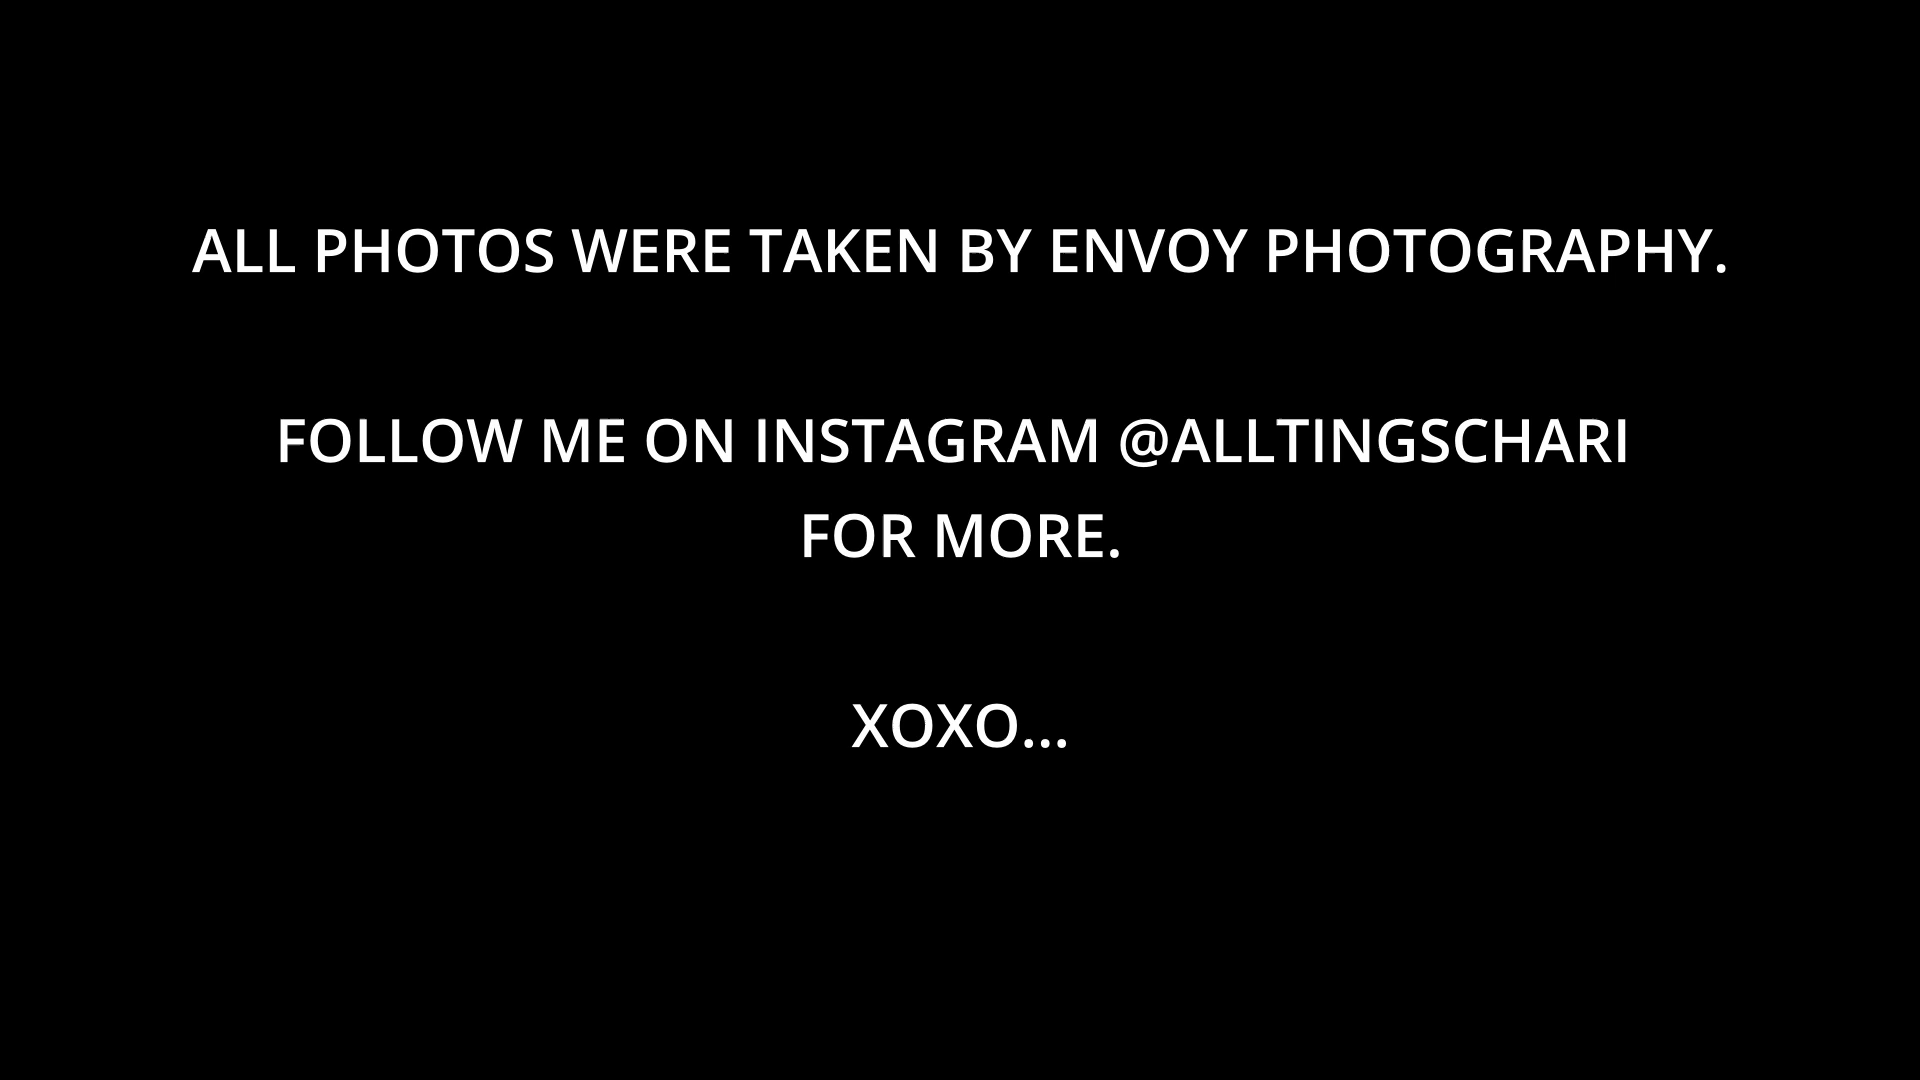 ALL PHOTOS WERE TAKEN BY ENVOY PHOTOGRAPHY.
FOLLOW ME ON INSTAGRAM @ALLTINGSCHARI
FOR MORE.
XOXO...